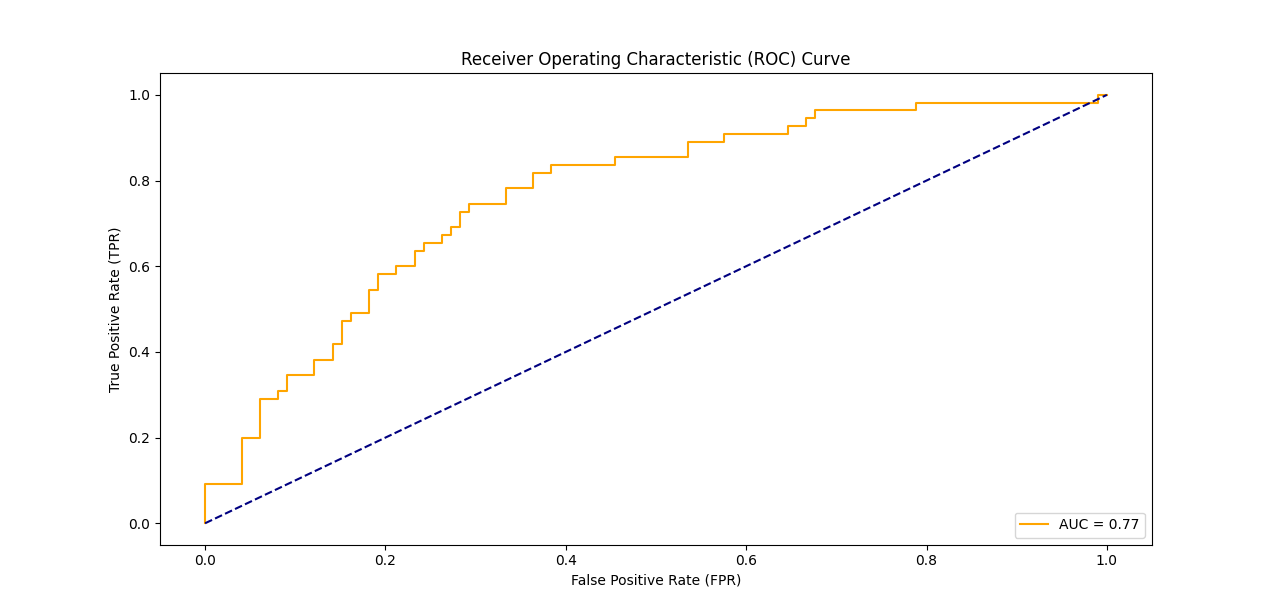 Receiver Operating Characteristic (ROC) Curve
True Positive Rate (TPR)
1.0
0.8
0.6
0.4
0.2
0.0
AUC = 0.77
0.0 0.2 0.4 0.6 0.8 1.0
False Positive Rate (FPR)